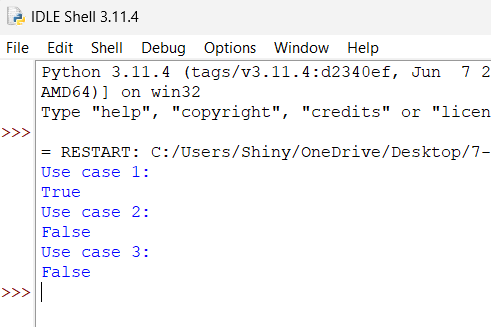 IDLE Shell 3.11.4
File Edit Shell Debug Options Window Help
Python 3.11.4 (tags/v3.11.4:d2340ef, Jun 7 2
AMD64)] on win32
Type "help", "copyright", "credits" or "licen
>>>
= RESTART: C:/Users/Shiny/OneDrive/Desktop/7-
Use case 1:
True
Use case 2:
False
Use case 3:
False
>>>